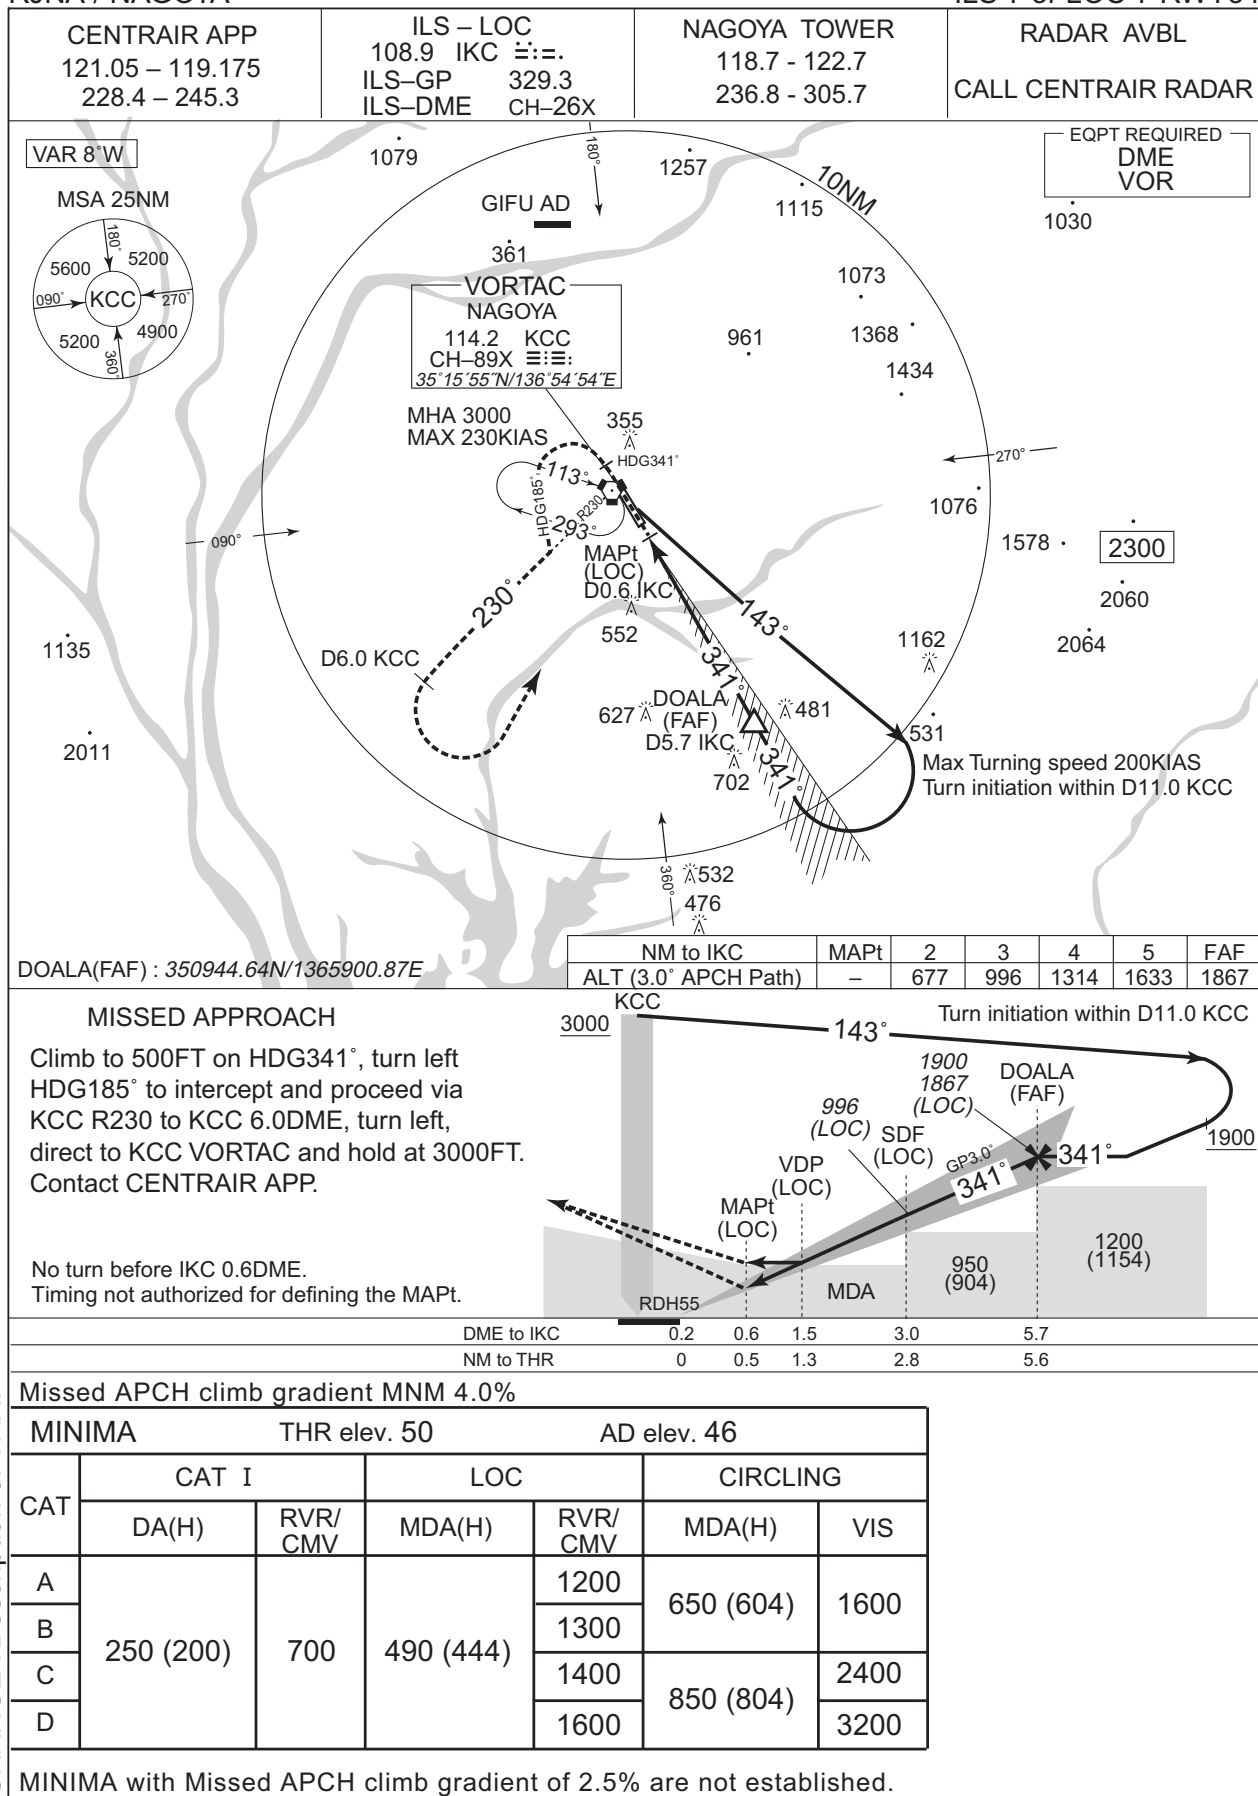 RJNA / NAGOYA
CENTRAIR APP
121.05 – 119.175
228.4 – 245.3
ILS – LOC
108.9 IKC
ILS–GP 329.3
ILS–DME CH–26X
NAGOYA TOWER
118.7 - 122.7
236.8 - 305.7
RADAR AVBL
CALL CENTRAIR RADAR
VAR 8°W
MSA 25NM
180°
5600
5200
090°
KCC
270°
5200
4900
360°
EQPT REQUIRED
DME
VOR
1079
180°
1257
10NM
1115
1030
GIFU AD
361
1073
VORTAC
NAGOYA
114.2 KCC
CH–89X
35°15´55˝N/136°54´54˝E
961
1368
1434
MHA 3000
MAX 230KIAS
355
HDG341°
113°
HDG185°
R230
293°
270°
1076
090°
1578
2300
MAPt
(LOC)
D0.6 IKC
230°
143°
2060
552
1135
1162
2064
341°
D6.0 KCC
DOALA
(FAF)
D5.7 IKC
627
481
531
2011
702
341°
Max Turning speed 200KIAS
Turn initiation within D11.0 KCC
360°
532
476
DOALA(FAF) : 350944.64N/1365900.87E
NM to IKC MAPt 2 3 4 5 FAF
ALT (3.0° APCH Path) – 677 996 1314 1633 1867
MISSED APPROACH
Climb to 500FT on HDG341°, turn left
HDG185° to intercept and proceed via
KCC R230 to KCC 6.0DME, turn left,
direct to KCC VORTAC and hold at 3000FT.
Contact CENTRAIR APP.
No turn before IKC 0.6DME.
Timing not authorized for defining the MAPt.
KCC
3000
143°
Turn initiation within D11.0 KCC
1900
1867
(LOC)
DOALA
(FAF)
996
(LOC)
SDF
(LOC)
GP3.0°
341°
341°
1900
VDP
(LOC)
MAPt
(LOC)
1200
(1154)
950
(904)
MDA
RDH55
DME to IKC 0.2 0.6 1.5 3.0 5.7
NM to THR 0 0.5 1.3 2.8 5.6
Missed APCH climb gradient MNM 4.0%
MINIMA THR elev. 50 AD elev. 46
CAT CAT I LOC CIRCLING
DA(H) RVR/CMV MDA(H) RVR/CMV MDA(H) VIS
A 250 (200) 700 490 (444) 1200 650 (604) 1600
B 1300
C 1400 850 (804) 2400
D 1600 3200
MINIMA with Missed APCH climb gradient of 2.5% are not established.